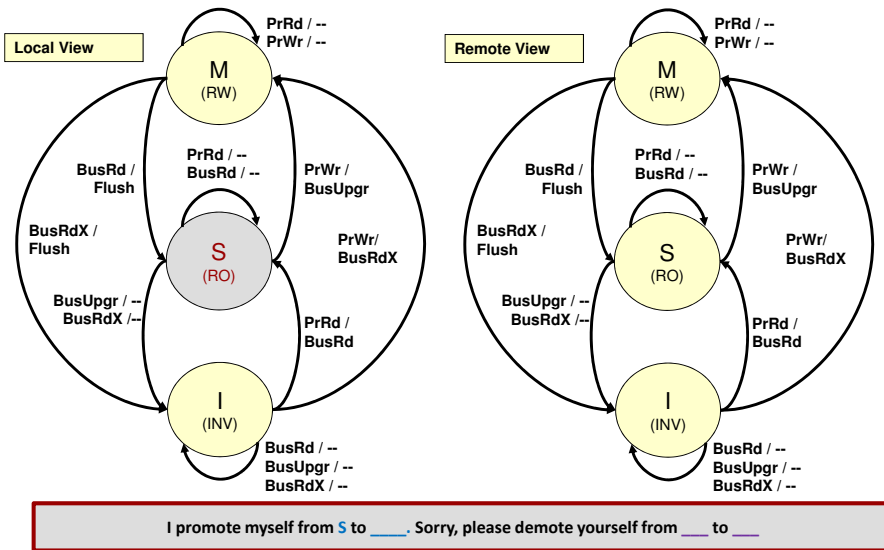 Local View
PrRd / --
PrWr / --
M
(RW)
BusRd /
Flush
PrRd / --
BusRd / --
PrWr /
BusUpgr
BusRdX /
Flush
S
(RO)
PrWr/
BusRdX
BusUpgr / --
BusRdX /--
PrRd /
BusRd
I
(INV)
BusRd / --
BusUpgr / --
BusRdX / --
Remote View
PrRd / --
PrWr / --
M
(RW)
BusRd /
Flush
PrRd / --
BusRd / --
PrWr /
BusUpgr
BusRdX /
Flush
S
(RO)
PrWr/
BusRdX
BusUpgr / --
BusRdX /--
PrRd /
BusRd
I
(INV)
BusRd / --
BusUpgr / --
BusRdX / --
I promote myself from S to ____. Sorry, please demote yourself from ___ to ___